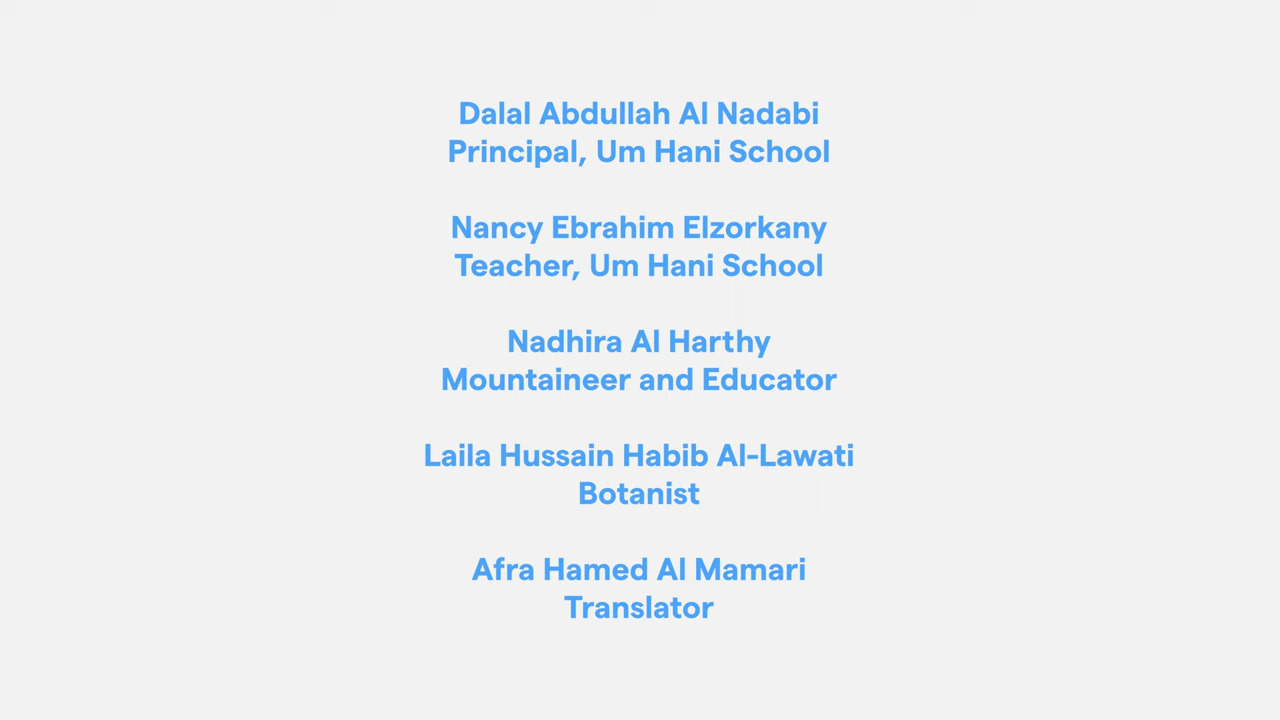 Dalal Abdullah Al Nadabi
Principal, Um Hani School
Nancy Ebrahim Elzorkany
Teacher, Um Hani School
Nadhira Al Harthy
Mountaineer and Educator
Laila Hussain Habib Al-Lawati
Botanist
Afra Hamed Al Mamari
Translator